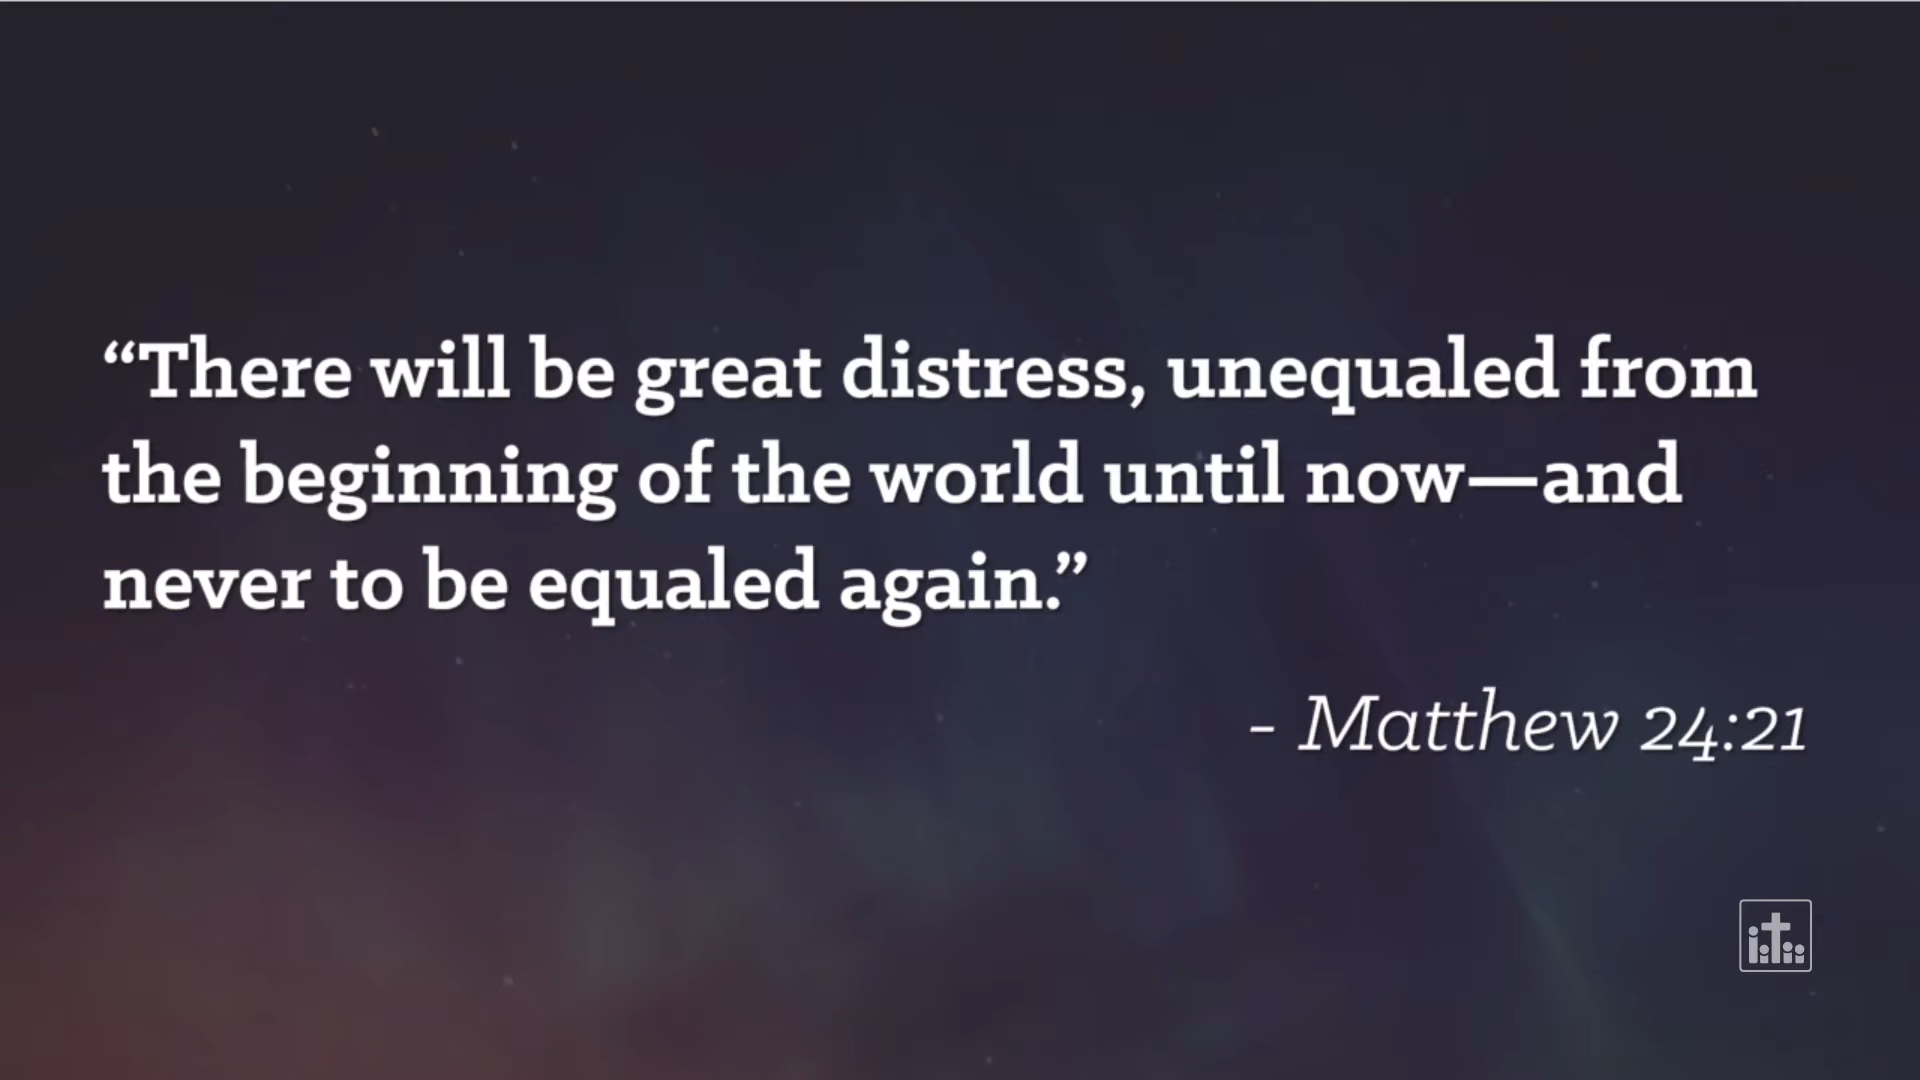 “There will be great distress, unequaled from
the beginning of the world until now—and
never to be equaled again.”
- Matthew 24:21